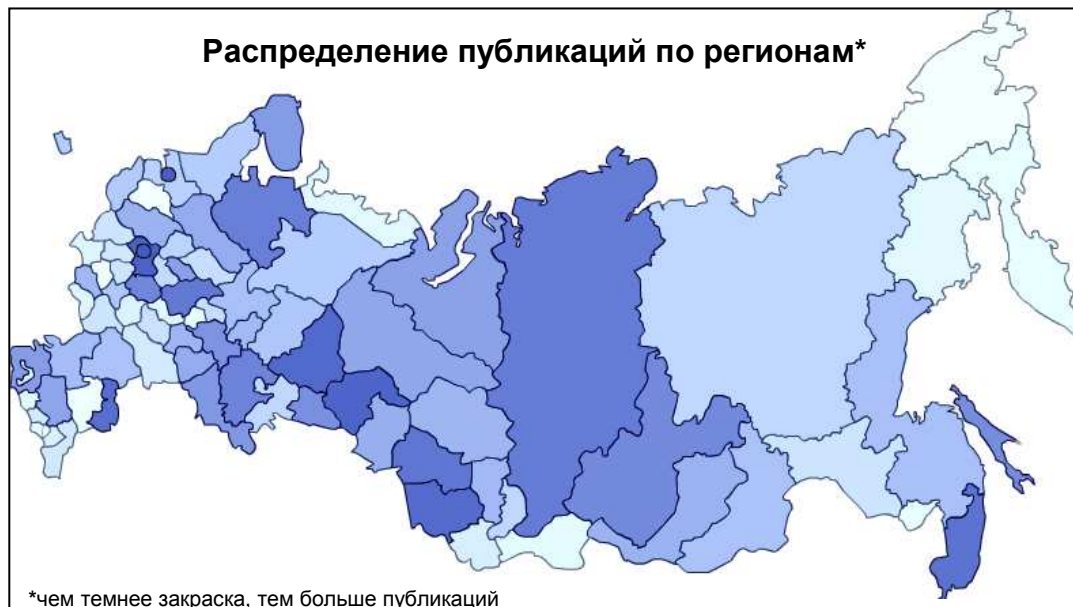 Распределение публикаций по регионам*
*чем темнее закраска, тем больше публикаций